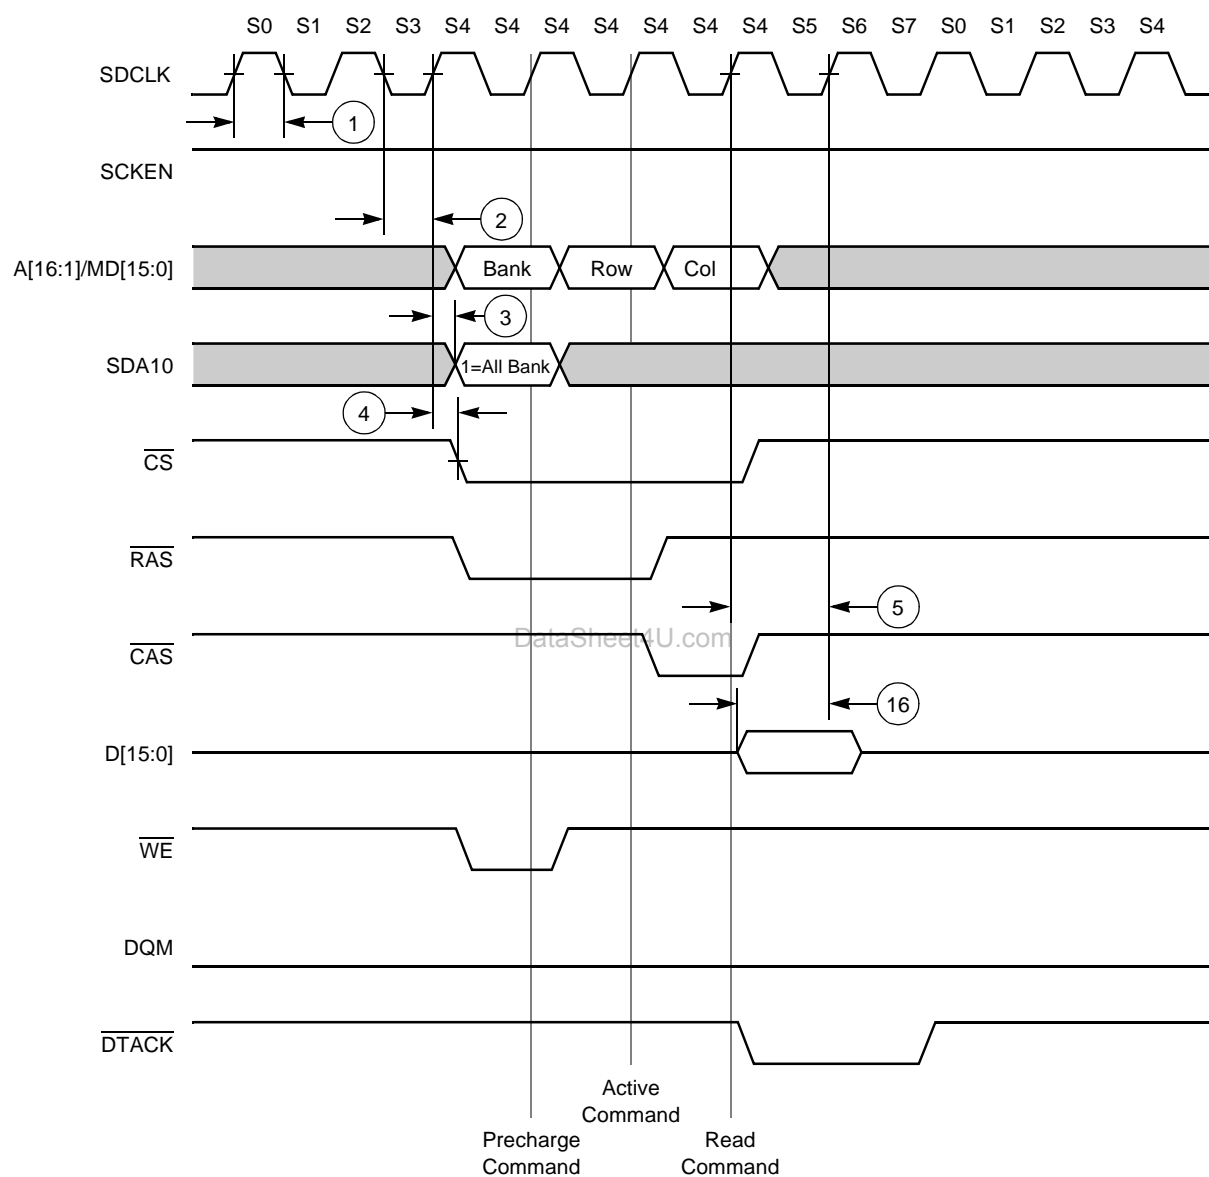 S0 S1 S2 S3 S4 S4 S4 S4 S4 S4 S4 S5 S6 S7 S0 S1 S2 S3 S4
SDCLK
1
SCKEN
2
A[16:1]/MD[15:0] Bank Row Col
3
SDA10 1=All Bank
4
CS
RAS
5
DataSheet4U.com
CAS
16
D[15:0]
WE
DQM
DTACK
Active
Command
Precharge
Command
Read
Command